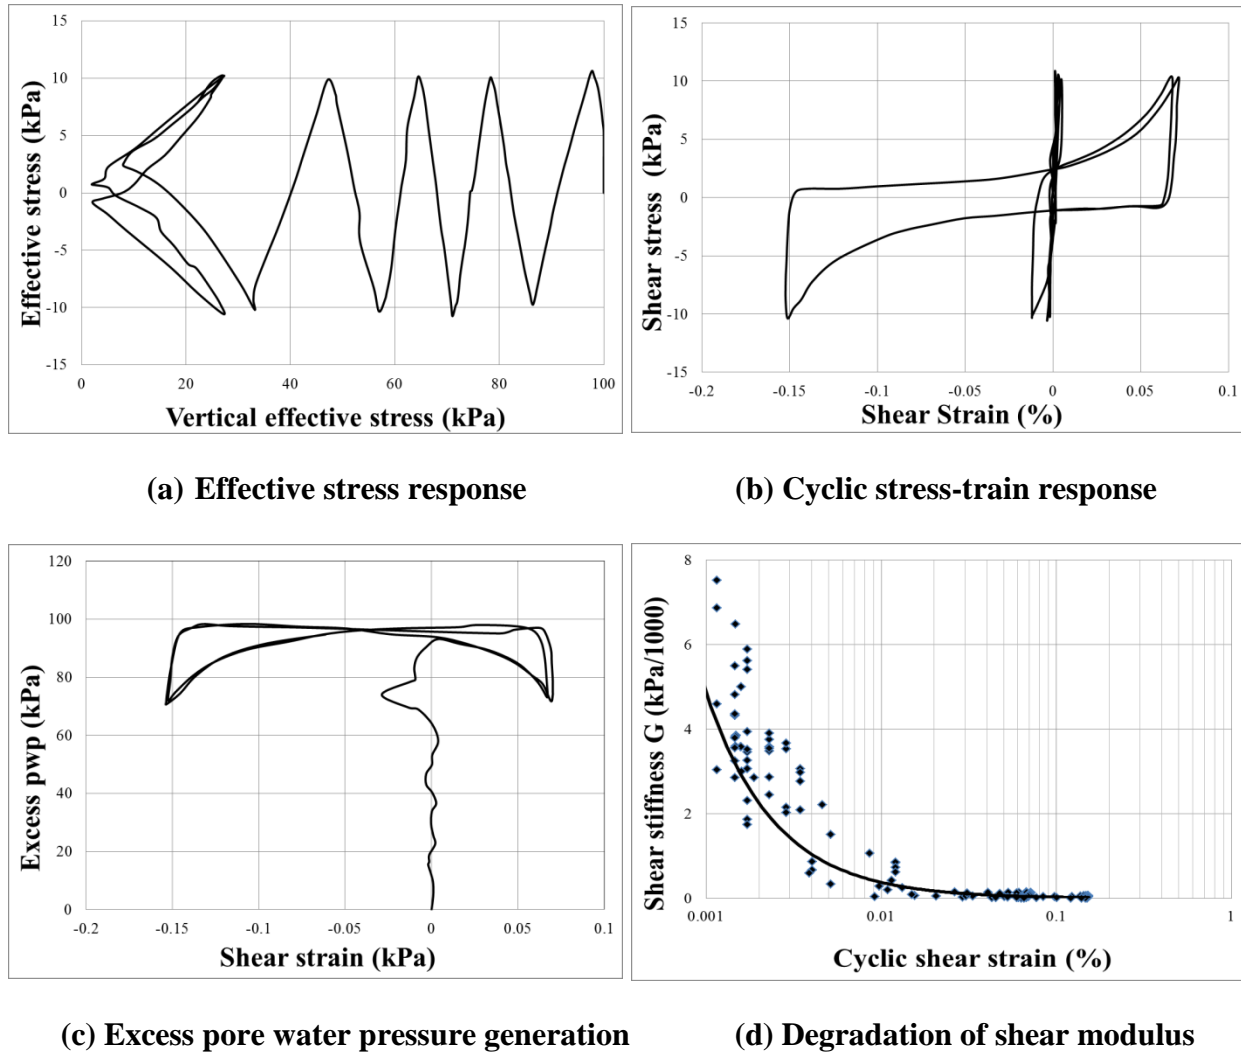 15
10
5
0
-5
-10
-15
0 20 40 60 80 100
Effective stress (kPa)
Vertical effective stress (kPa)
15
10
5
0
-5
-10
-15
-0.2 -0.15 -0.1 -0.05 0 0.05 0.1
Shear stress (kPa)
Shear Strain (%)
(a) Effective stress response
(b) Cyclic stress-train response
120
100
80
60
40
20
0
-0.2 -0.15 -0.1 -0.05 0 0.05 0.1
Excess pwp (kPa)
Shear strain (kPa)
8
6
4
2
0
0.001 0.01 0.1 1
Shear stiffness G (kPa/1000)
Cyclic shear strain (%)
(c) Excess pore water pressure generation
(d) Degradation of shear modulus